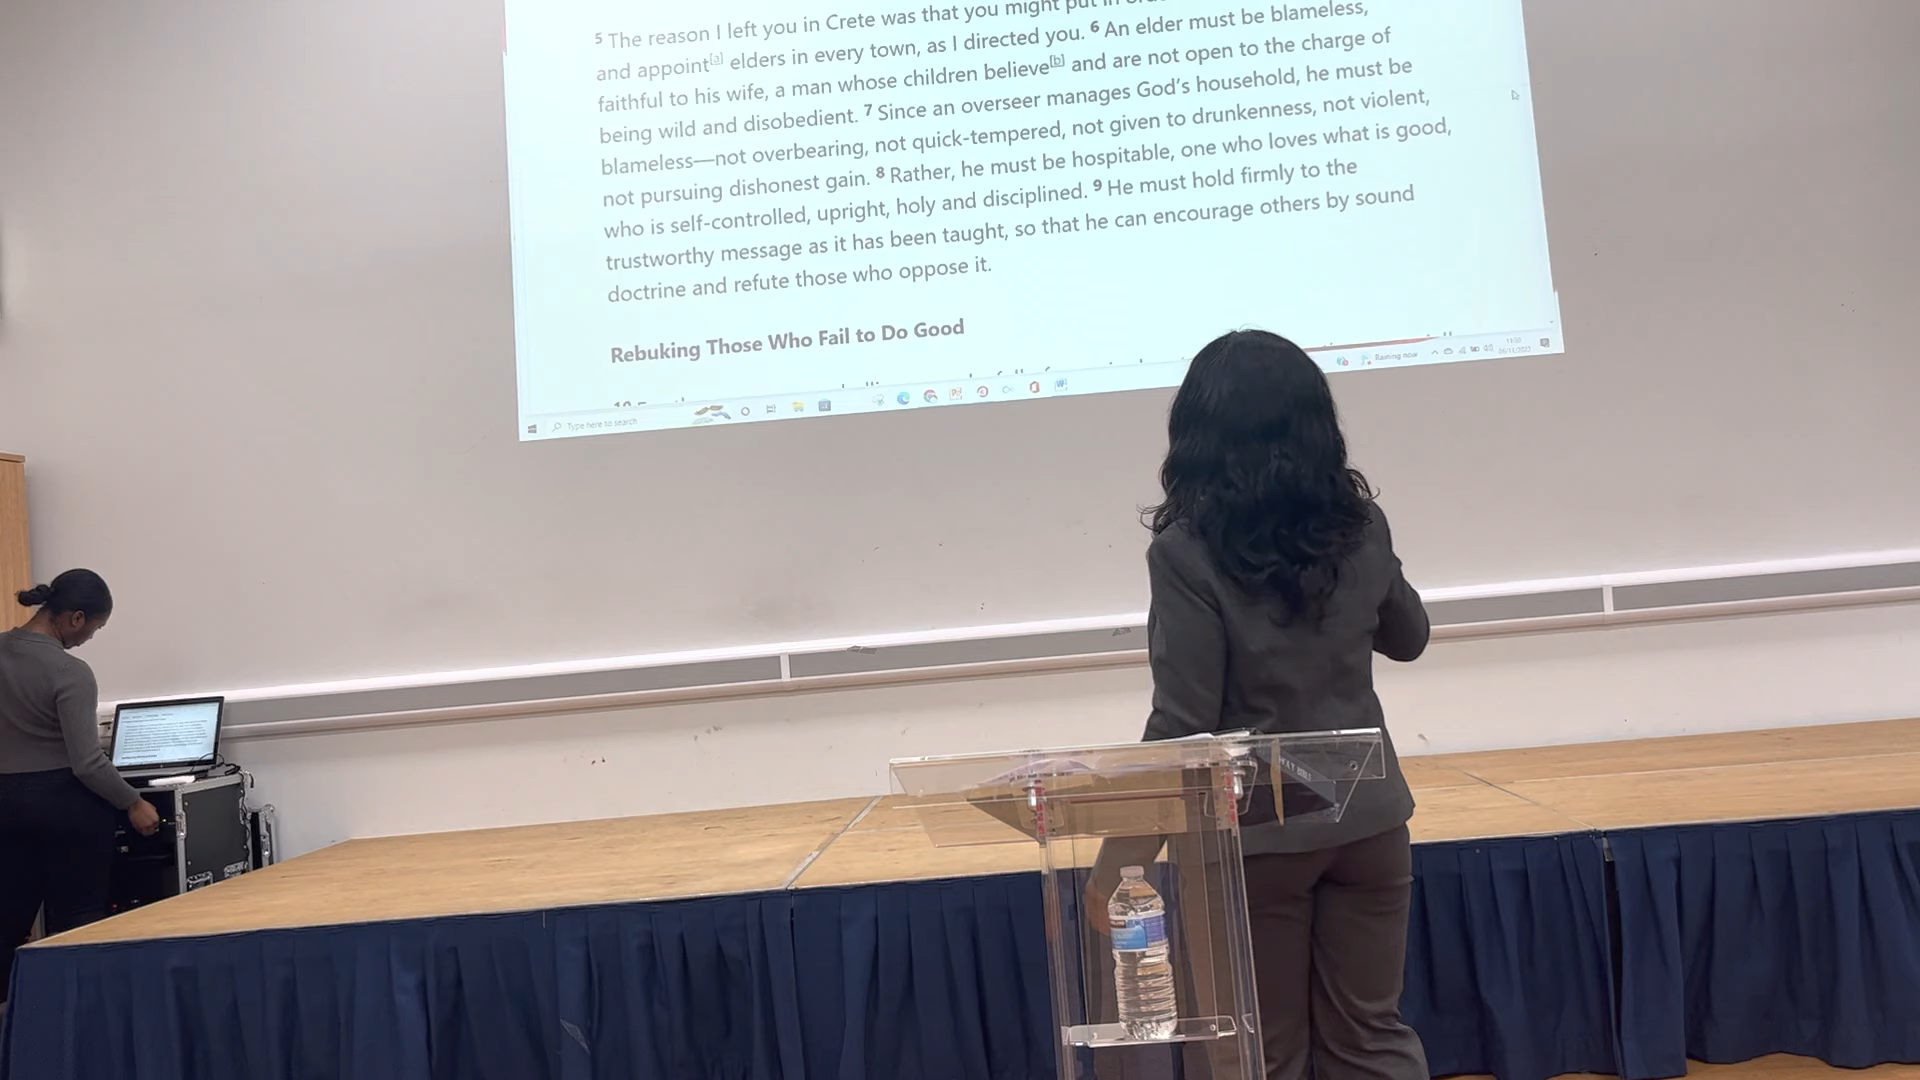 5 The reason I left you in Crete was that you might put in
and appoint[a] elders in every town, as I directed you. 6 An elder must be blameless,
faithful to his wife, a man whose children believe[b] and are not open to the charge of
being wild and disobedient. 7 Since an overseer manages God's household, he must be
blameless—not overbearing, not quick-tempered, not given to drunkenness, not violent,
not pursuing dishonest gain. 8 Rather, he must be hospitable, one who loves what is good,
who is self-controlled, upright, holy and disciplined. 9 He must hold firmly to the
trustworthy message as it has been taught, so that he can encourage others by sound
doctrine and refute those who oppose it.
Rebuking Those Who Fail to Do Good
Type here to search
Raining now
HOLY BIBLE